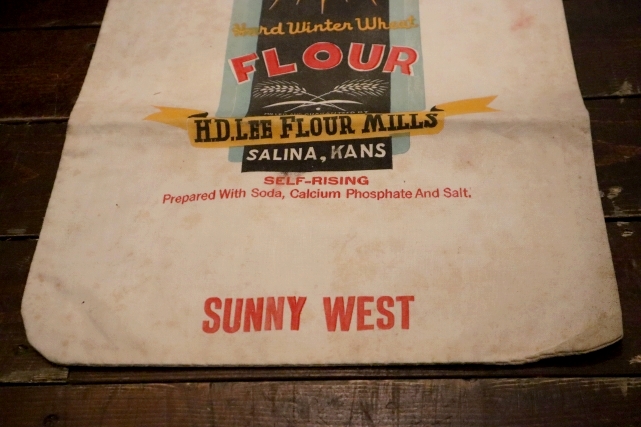 Hard Winter Wheat
FLOUR
H.D. LEE FLOUR MILLS
SALINA, KANS
SELF-RISING
Prepared With Soda, Calcium Phosphate And Salt.
SUNNY WEST